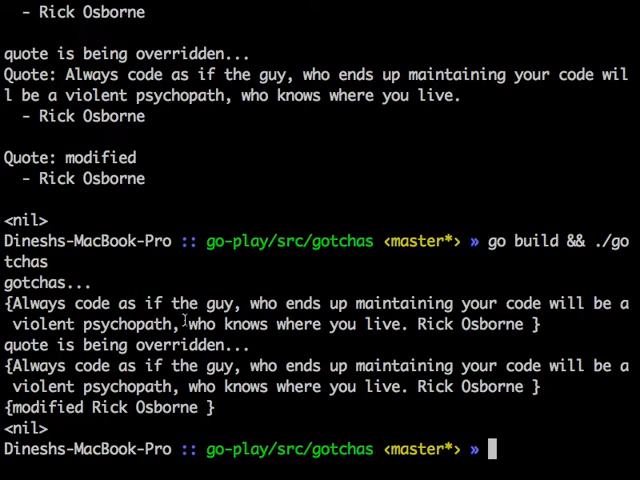 - Rick Osborne
quote is being overridden...
Quote: Always code as if the guy, who ends up maintaining your code wil
l be a violent psychopath, who knows where you live.
- Rick Osborne
Quote: modified
- Rick Osborne
<nil>
Dineshs-MacBook-Pro :: go-play/src/gotchas ‹master*› » go build && ./go
tchas
gotchas...
{Always code as if the guy, who ends up maintaining your code will be a
violent psychopath, who knows where you live. Rick Osborne }
quote is being overridden...
{Always code as if the guy, who ends up maintaining your code will be a
violent psychopath, who knows where you live. Rick Osborne }
{modified Rick Osborne }
<nil>
Dineshs-MacBook-Pro :: go-play/src/gotchas ‹master*› »